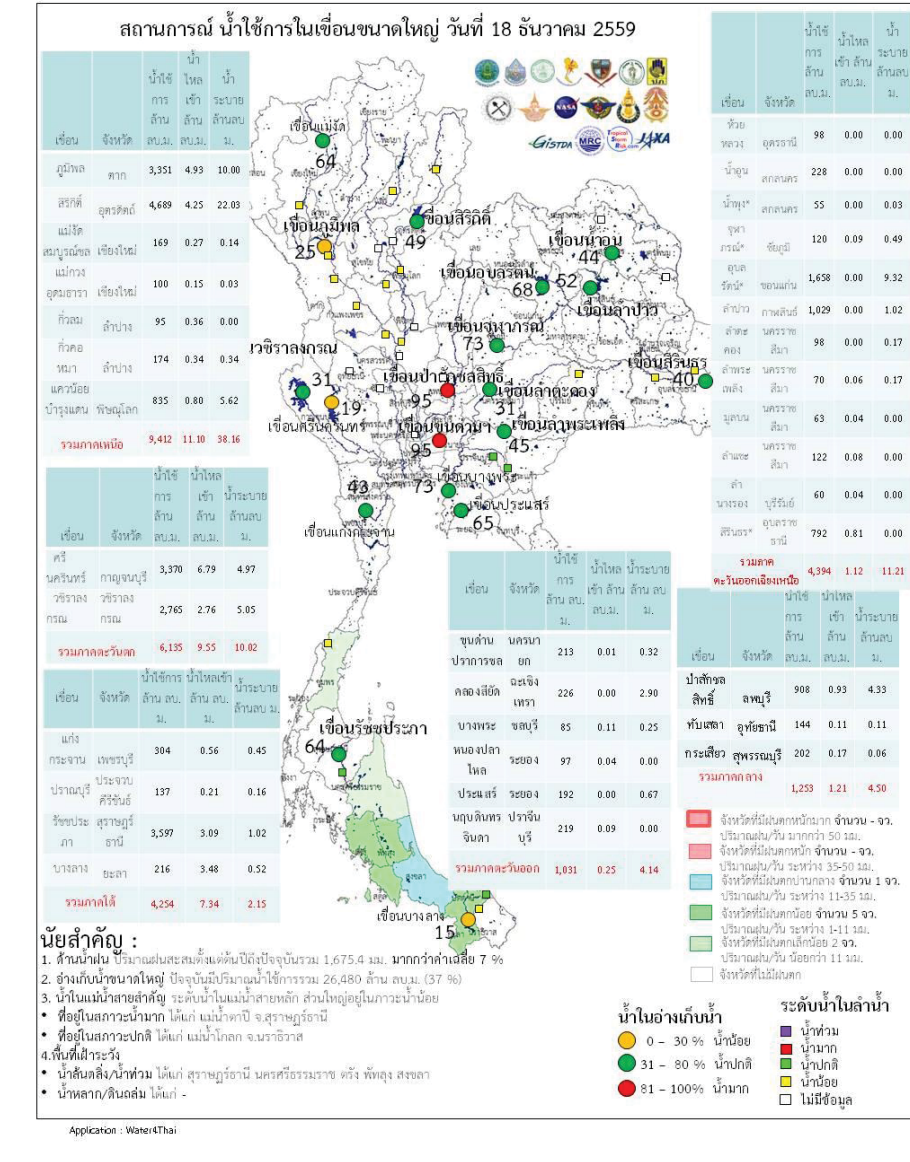 สถานการณ์ น้ำใช้การในเขื่อนขนาดใหญ่ วันที่ 18 ธันวาคม 2559
เขื่อน จังหวัด น้ำใช้การ ล้าน ลบ.ม. น้ำไหลเข้า ล้าน ลบ.ม. น้ำระบาย ล้านลบ ม.
ภูมิพล ตาก 3,351 4.93 10.00
สิริกิติ์ อุตรดิตถ์ 4,689 4.25 22.03
แม่งัดสมบูรณ์ชล เชียงใหม่ 169 0.27 0.14
แม่กวงอุดมธารา เชียงใหม่ 100 0.15 0.03
กิ่วลม ลำปาง 95 0.36 0.00
กิ่วคอหมา ลำปาง 174 0.34 0.34
แควน้อยบำรุงแดน พิษณุโลก 835 0.80 5.62
รวมภาคเหนือ 9,412 11.10 38.16
เขื่อน จังหวัด น้ำใช้การ ล้าน ลบ.ม. น้ำไหลเข้า ล้าน ลบ.ม. น้ำระบาย ล้านลบ ม.
ศรีนครินทร์ กาญจนบุรี 3,370 6.79 4.97
วชิราลงกรณ วชิราลงกรณ 2,765 2.76 5.05
รวมภาคตะวันตก 6,135 9.55 10.02
เขื่อน จังหวัด น้ำใช้การ ล้าน ลบ. ม. น้ำไหลเข้า ล้าน ลบ. ม. น้ำระบาย ล้านลบ ม.
แก่งกระจาน เพชรบุรี 304 0.56 0.45
ปราณบุรี ประจวบคีรีขันธ์ 137 0.21 0.16
รัชชประภา สุราษฎร์ธานี 3,597 3.09 1.02
บางลาง ยะลา 216 3.48 0.52
รวมภาคใต้ 4,254 7.34 2.15
เขื่อนแม่งัด
64
เขื่อนภูมิพล
25
เขื่อนสิริกิติ์
49
เขื่อนน้ำอูน
44
เขื่อนอุบลรัตน์
68
52
เขื่อนลำปาว
เขื่อนจุฬาภรณ์
73
เขื่อนสิรินธร
40
นวชิราลงกรณ
31
19
เขื่อนศรีนครินทร์
เขื่อนป่าสักชลสิทธิ์
95
เขื่อนลำตะคอง
31
เขื่อนลำพระเพลิง
45
เขื่อนขุนด่านฯ
95
เขื่อนบางพระ
73
เขื่อนประแสร์
65
43
เขื่อนแก่งกระจาน
เขื่อนรัชชประภา
64
เขื่อนบางลาง
15
GISTDA MRC Tropical Storm Risk.com JAXA
NASA
เขื่อน จังหวัด น้ำใช้การ ล้าน ลบ.ม. น้ำไหลเข้า ล้าน ลบ.ม. น้ำระบาย ล้านลบ ม.
ห้วยหลวง อุดรธานี 98 0.00 0.00
น้ำอูน สกลนคร 228 0.00 0.00
น้ำพุง* สกลนคร 55 0.00 0.03
จุฬาภรณ์* ชัยภูมิ 120 0.09 0.49
อุบลรัตน์* ขอนแก่น 1,658 0.00 9.32
ลำปาว กาฬสินธุ์ 1,029 0.00 1.02
ลำตะคอง นครราชสีมา 98 0.00 0.17
ลำพระเพลิง นครราชสีมา 70 0.06 0.17
มูลบน นครราชสีมา 63 0.04 0.00
ลำแซะ นครราชสีมา 122 0.08 0.00
ลำนางรอง บุรีรัมย์ 60 0.04 0.00
สิรินธร* อุบลราชธานี 792 0.81 0.00
รวมภาคตะวันออกเฉียงเหนือ 4,394 1.12 11.21
เขื่อน จังหวัด น้ำใช้การ ล้าน ลบ. ม. น้ำไหลเข้า ล้าน ลบ.ม. น้ำระบาย ล้าน ลบ ม.
ขุนด่านปราการชล นครนายก 213 0.01 0.32
คลองสียัด ฉะเชิงเทรา 226 0.00 2.90
บางพระ ชลบุรี 85 0.11 0.25
หนองปลาไหล ระยอง 97 0.04 0.00
ประแสร์ ระยอง 192 0.00 0.67
นฤบดินทรจินดา ปราจีนบุรี 219 0.09 0.00
รวมภาคตะวันออก 1,031 0.25 4.14
เขื่อน จังหวัด น้ำใช้การ ล้าน ลบ.ม. น้ำไหลเข้า ล้าน ลบ.ม. น้ำระบาย ล้านลบ ม.
ป่าสักชลสิทธิ์ ลพบุรี 908 0.93 4.33
ทับเสลา อุทัยธานี 144 0.11 0.11
กระเสียว สุพรรณบุรี 202 0.17 0.06
รวมภาคกลาง 1,253 1.21 4.50
จังหวัดที่มีฝนตกหนักมาก จำนวน - จว.
ปริมาณฝน/วัน มากกว่า 50 มม.
จังหวัดที่มีฝนตกหนัก จำนวน - จว.
ปริมาณฝน/วัน ระหว่าง 35-50 มม.
จังหวัดที่มีฝนตกปานกลาง จำนวน 1 จว.
ปริมาณฝน/วัน ระหว่าง 11-35 มม.
จังหวัดที่มีฝนตกน้อย จำนวน 5 จว.
ปริมาณฝน/วัน ระหว่าง 1-11 มม.
จังหวัดที่มีฝนตกเล็กน้อย 2 จว.
ปริมาณฝน/วัน น้อยกว่า 11 มม.
จังหวัดที่ไม่มีฝนตก
นัยสำคัญ :
1. ด้านน้ำฝน ปริมาณฝนสะสมตั้งแต่ต้นปีถึงปัจจุบันรวม 1,675.4 มม. มากกว่าค่าเฉลี่ย 7 %
2. อ่างเก็บน้ำขนาดใหญ่ ปัจจุบันมีปริมาณน้ำใช้การรวม 26,480 ล้าน ลบ.ม. (37 %)
3. น้ำในแม่น้ำสายสำคัญ ระดับน้ำในแม่น้ำสายหลัก ส่วนใหญ่อยู่ในภาวะน้ำน้อย
• ที่อยู่ในสภาวะน้ำมาก ได้แก่ แม่น้ำตาปี จ.สุราษฎร์ธานี
• ที่อยู่ในสภาวะปกติ ได้แก่ แม่น้ำโกลก จ.นราธิวาส
4.พื้นที่เฝ้าระวัง
• น้ำล้นตลิ่ง/น้ำท่วม ได้แก่ สุราษฎร์ธานี นครศรีธรรมราช ตรัง พัทลุง สงขลา
• น้ำหลาก/ดินถล่ม ได้แก่ -
น้ำในอ่างเก็บน้ำ
0 – 30 % น้ำน้อย
31 – 80 % น้ำปกติ
81 – 100% น้ำมาก
ระดับน้ำในลำน้ำ
น้ำท่วม
น้ำมาก
น้ำปกติ
น้ำน้อย
ไม่มีข้อมูล
Application : Water4Thai